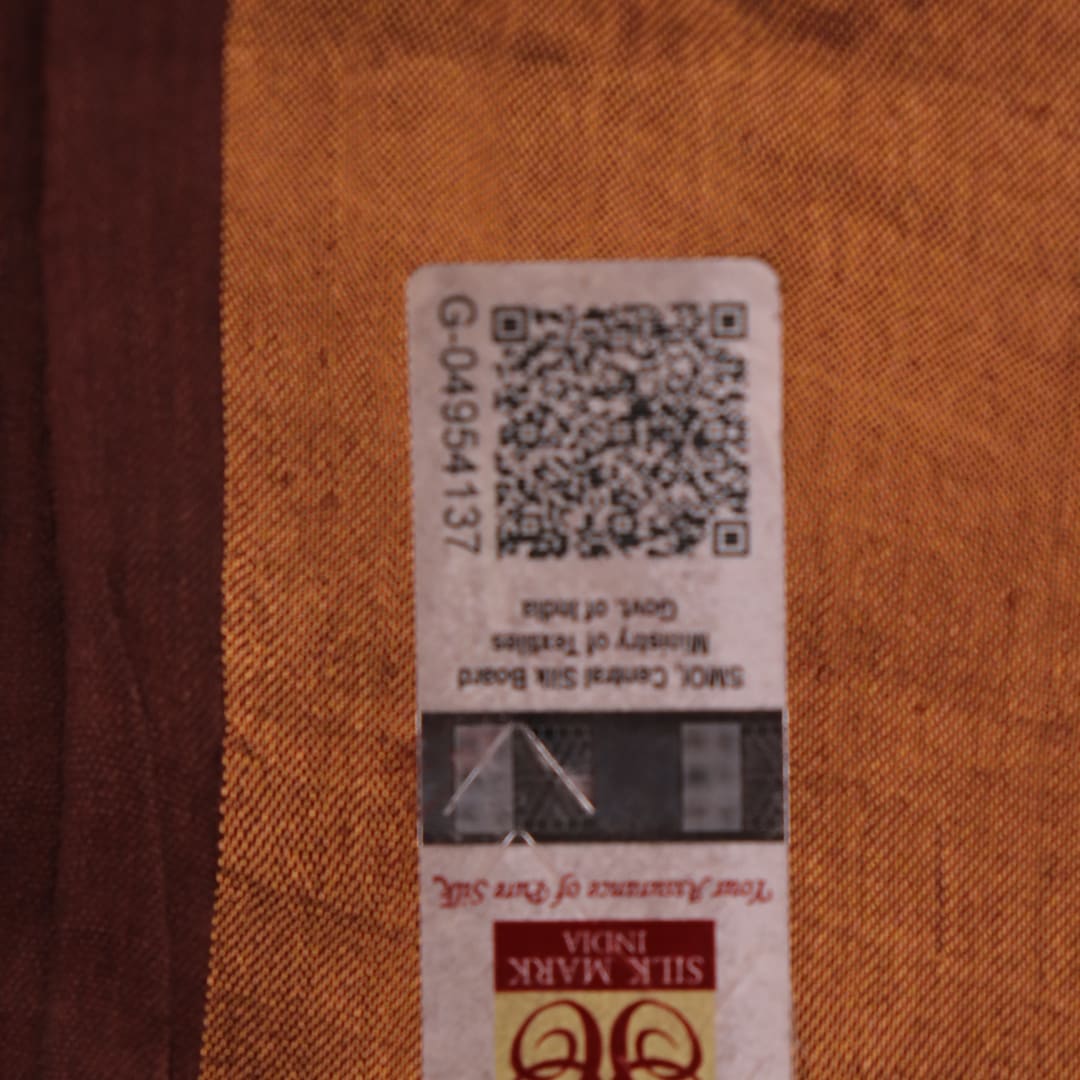 SILK MARK
INDIA
Your Assurance of Pure Silk
SMOI, Central Silk Board
Ministry of Textiles
Govt. of India
G-04954137